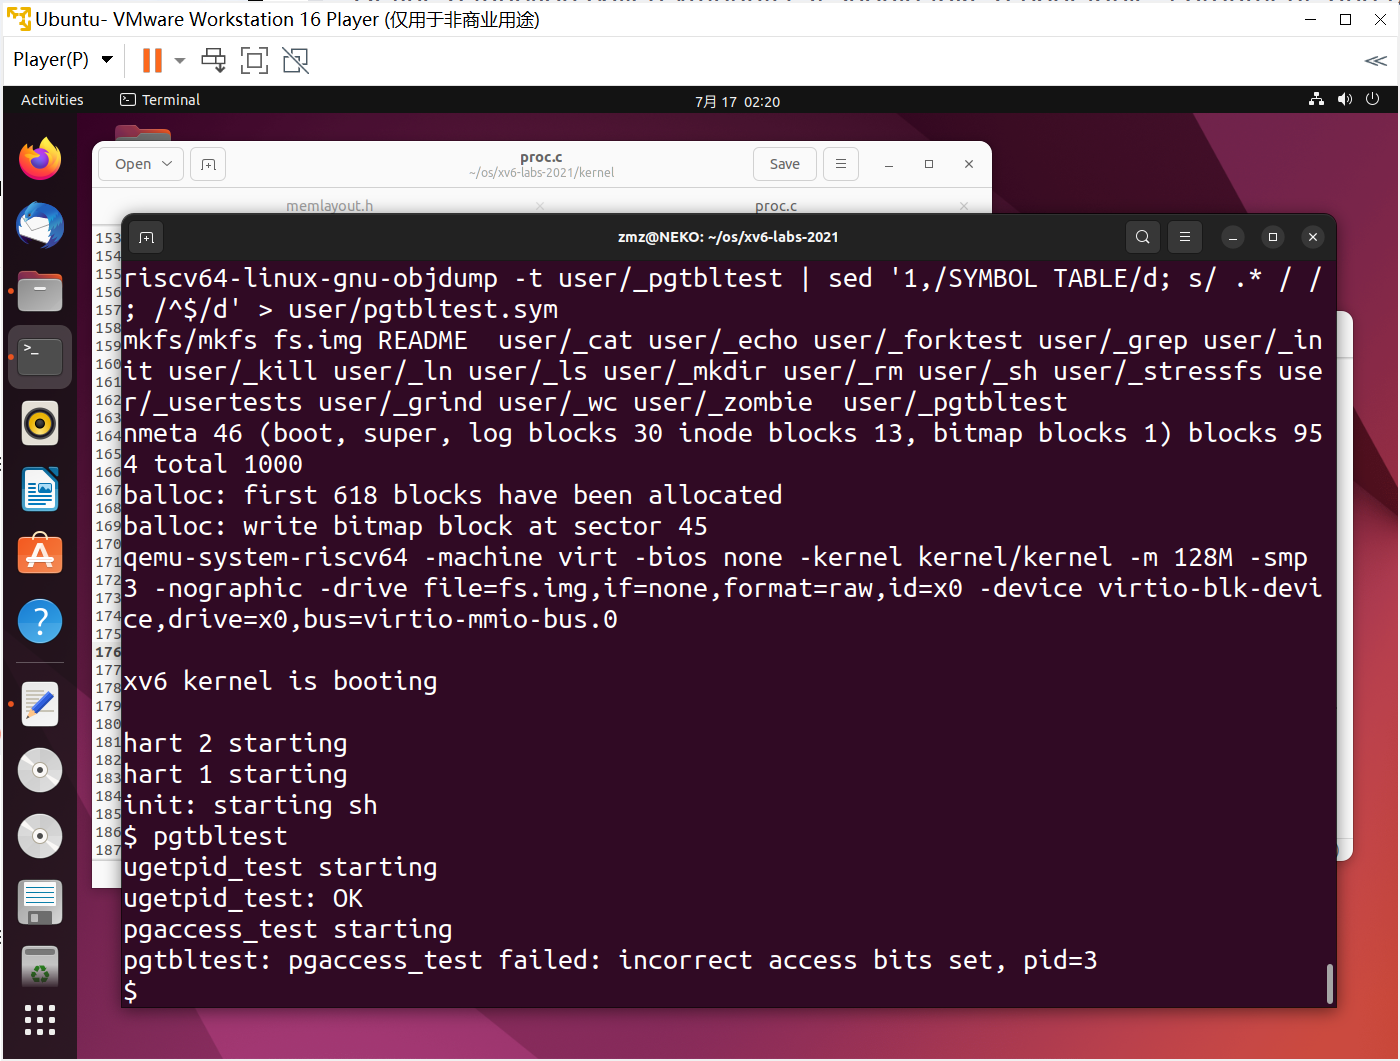 Ubuntu- VMware Workstation 16 Player (仅用于非商业用途)
Player(P)
Activities
Terminal
7月 17 02:20
Open
proc.c
~/os/xv6-labs-2021/kernel
Save
memlayout.h
proc.c
zmz@NEKO: ~/os/xv6-labs-2021
153
154
155
156
157
158
159
160
161
162
163
164
165
166
167
168
169
170
171
172
173
174
175
176
177
178
179
180
181
182
183
184
185
186
187
riscv64-linux-gnu-objdump -t user/_pgtbltest | sed '1,/SYMBOL TABLE/d; s/ .* / /
; /^$/d' > user/pgtbltest.sym
mkfs/mkfs fs.img README  user/_cat user/_echo user/_forktest user/_grep user/_in
it user/_kill user/_ln user/_ls user/_mkdir user/_rm user/_sh user/_stressfs use
r/_usertests user/_grind user/_wc user/_zombie  user/_pgtbltest
nmeta 46 (boot, super, log blocks 30 inode blocks 13, bitmap blocks 1) blocks 95
4 total 1000
balloc: first 618 blocks have been allocated
balloc: write bitmap block at sector 45
qemu-system-riscv64 -machine virt -bios none -kernel kernel/kernel -m 128M -smp
3 -nographic -drive file=fs.img,if=none,format=raw,id=x0 -device virtio-blk-devi
ce,drive=x0,bus=virtio-mmio-bus.0
xv6 kernel is booting
hart 2 starting
hart 1 starting
init: starting sh
$ pgtbltest
ugetpid_test starting
ugetpid_test: OK
pgaccess_test starting
pgtbltest: pgaccess_test failed: incorrect access bits set, pid=3
$